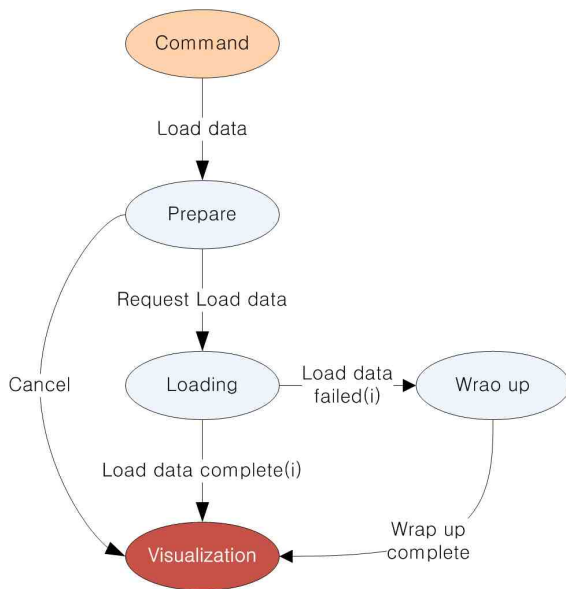 Command
Load data
Prepare
Request Load data
Cancel
Loading
Load data
failed(i)
Wrao up
Load data complete(i)
Visualization
Wrap up
complete